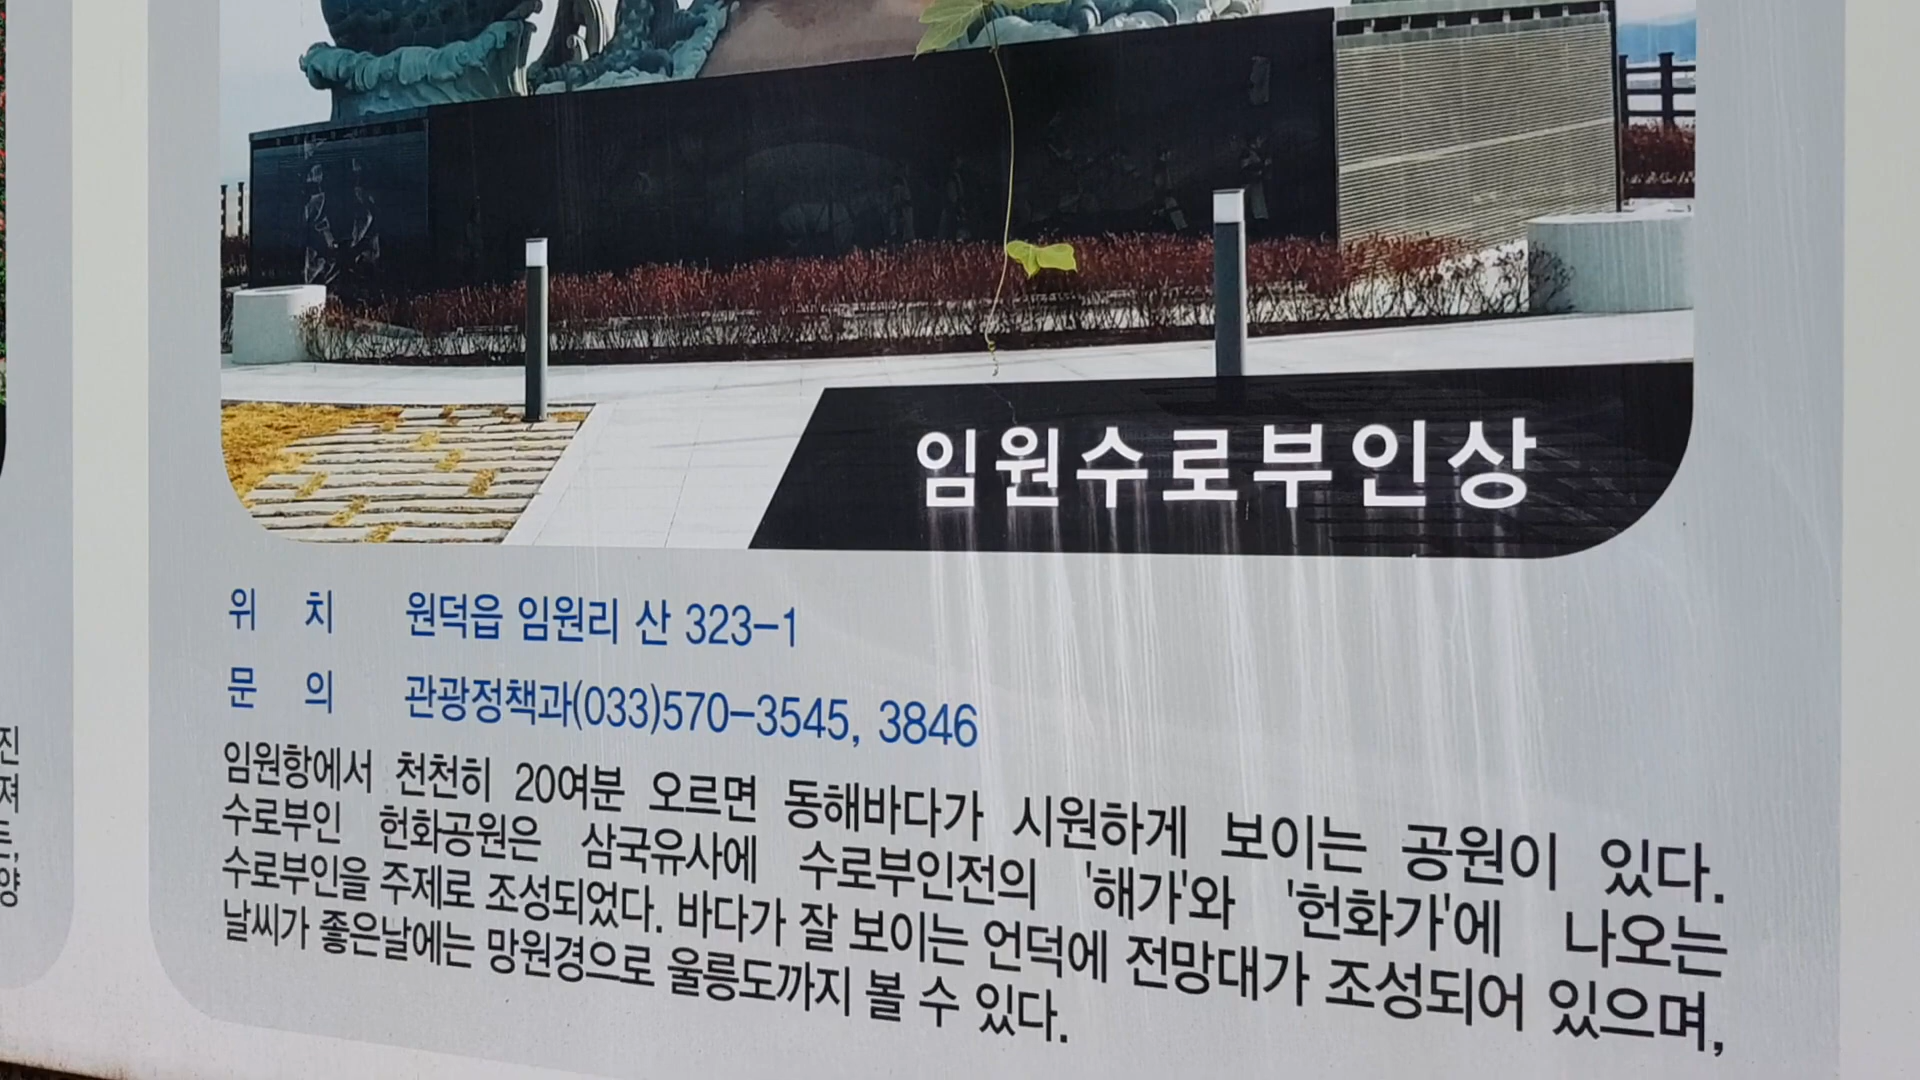 임원수로부인상
위 치 원덕읍 임원리 산 323-1
문 의 관광정책과(033)570-3545, 3846
임원항에서 천천히 20여분 오르면 동해바다가 시원하게 보이는 공원이 있다.
수로부인 헌화공원은 삼국유사에 수로부인전의 '해가'와 '헌화가'에 나오는
수로부인을 주제로 조성되었다. 바다가 잘 보이는 언덕에 전망대가 조성되어 있으며,
날씨가 좋은날에는 망원경으로 울릉도까지 볼 수 있다.
진
져
양